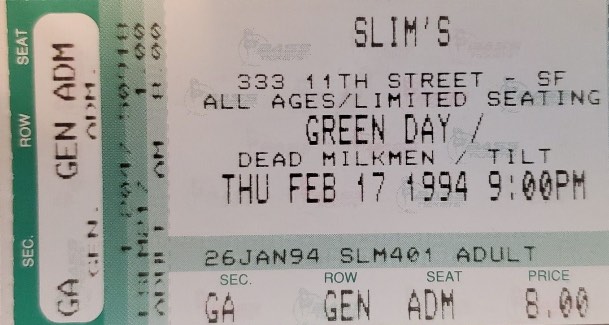 SLIM'S
333 11TH STREET - SF
ALL AGES/LIMITED SEATING
GREEN DAY /
DEAD MILKMEN / TILT
THU FEB 17 1994 9:00PM
26JAN94 SLM401 ADULT
SEC. ROW SEAT PRICE
GA GEN ADM 8.00
SEC. ROW SEAT
GA GEN ADM
GEN. ADM.